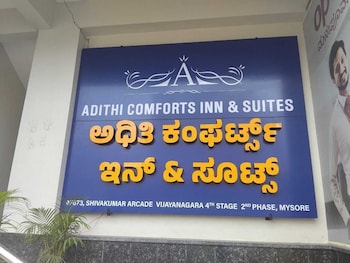 A
ADITHI COMFORTS INN & SUITES
ಅಧಿತಿ ಕಂಫರ್ಟ್ಸ್
ಇನ್ & ಸೂಟ್ಸ್
SHIVAKUMAR ARCADE VIJAYANAGARA 4TH STAGE 2ND PHASE, MYSORE